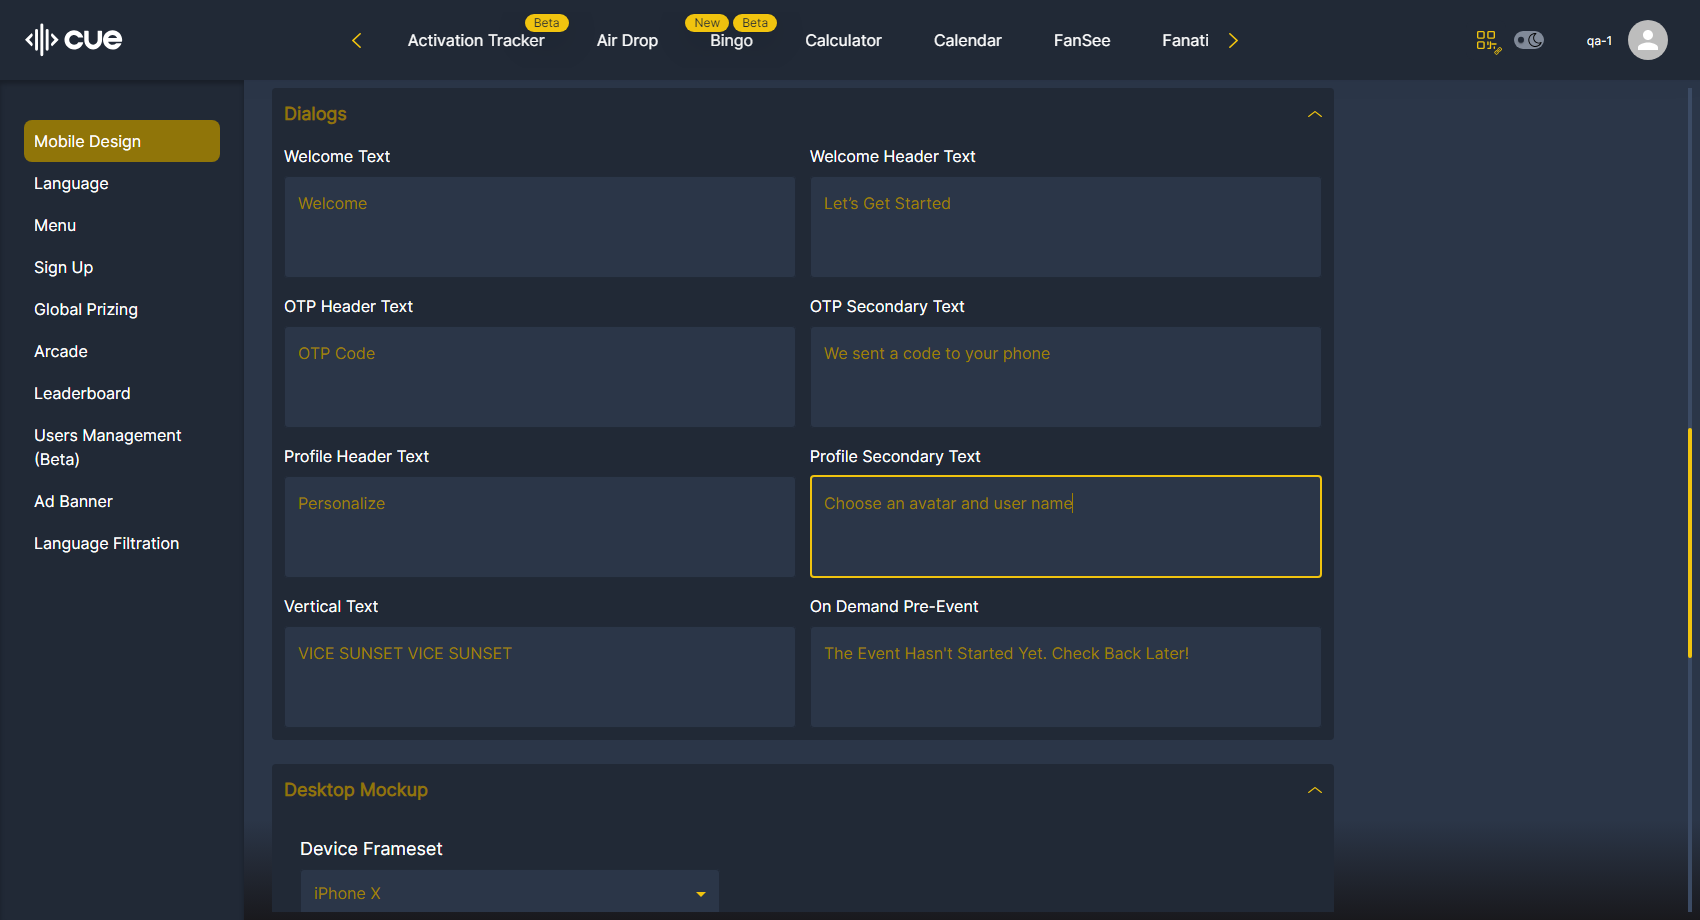 cue
Beta
New
Beta
Activation Tracker
Air Drop
Bingo
Calculator
Calendar
FanSee
Fanati
qa-1
Mobile Design
Language
Menu
Sign Up
Global Prizing
Arcade
Leaderboard
Users Management
(Beta)
Ad Banner
Language Filtration
Dialogs
Welcome Text
Welcome Header Text
Welcome
Let’s Get Started
OTP Header Text
OTP Secondary Text
OTP Code
We sent a code to your phone
Profile Header Text
Profile Secondary Text
Personalize
Choose an avatar and user name
Vertical Text
On Demand Pre-Event
VICE SUNSET VICE SUNSET
The Event Hasn't Started Yet. Check Back Later!
Desktop Mockup
Device Frameset
iPhone X